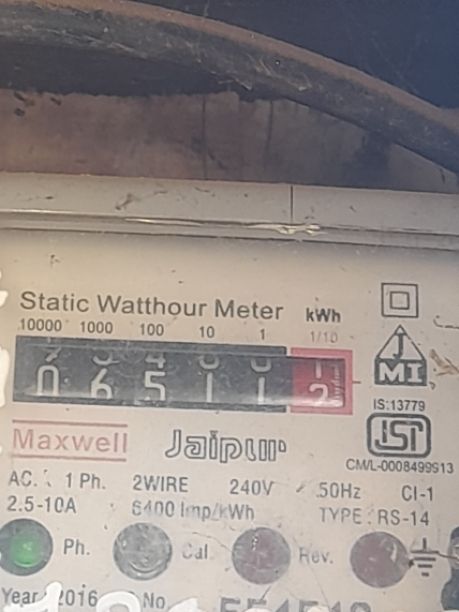 Static Watthour Meter kWh
10000 1000 100 10 1 1/10
0 6 5 1 1 2
J
MI
IS:13779
Maxwell Jaipur
ISI
CM/L-0008499913
AC. 1 Ph. 2WIRE 240V 50Hz Cl-1
2.5-10A 6400 Imp/kWh TYPE : RS-14
Ph. Cal. Rev.
Year 2016 No